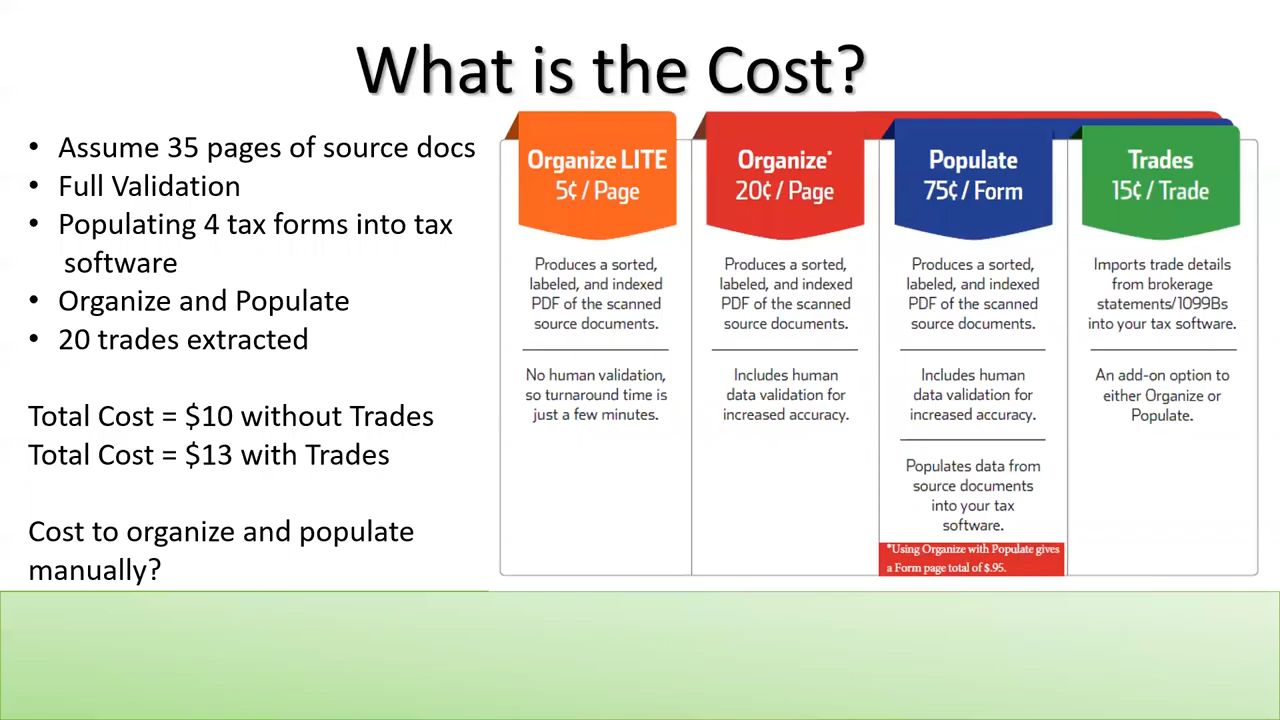 What is the Cost?
• Assume 35 pages of source docs
• Full Validation
• Populating 4 tax forms into tax
software
• Organize and Populate
• 20 trades extracted
Total Cost = $10 without Trades
Total Cost = $13 with Trades
Cost to organize and populate
manually?
Organize LITE
5¢ / Page
Produces a sorted,
labeled, and indexed
PDF of the scanned
source documents.
No human validation,
so turnaround time is
just a few minutes.
Organize*
20¢ / Page
Produces a sorted,
labeled, and indexed
PDF of the scanned
source documents.
Includes human
data validation for
increased accuracy.
Populate
75¢ / Form
Produces a sorted,
labeled, and indexed
PDF of the scanned
source documents.
Includes human
data validation for
increased accuracy.
Populates data from
source documents
into your tax
software.
*Using Organize with Populate gives
a Form page total of $.95.
Trades
15¢ / Trade
Imports trade details
from brokerage
statements/1099Bs
into your tax software.
An add-on option to
either Organize or
Populate.